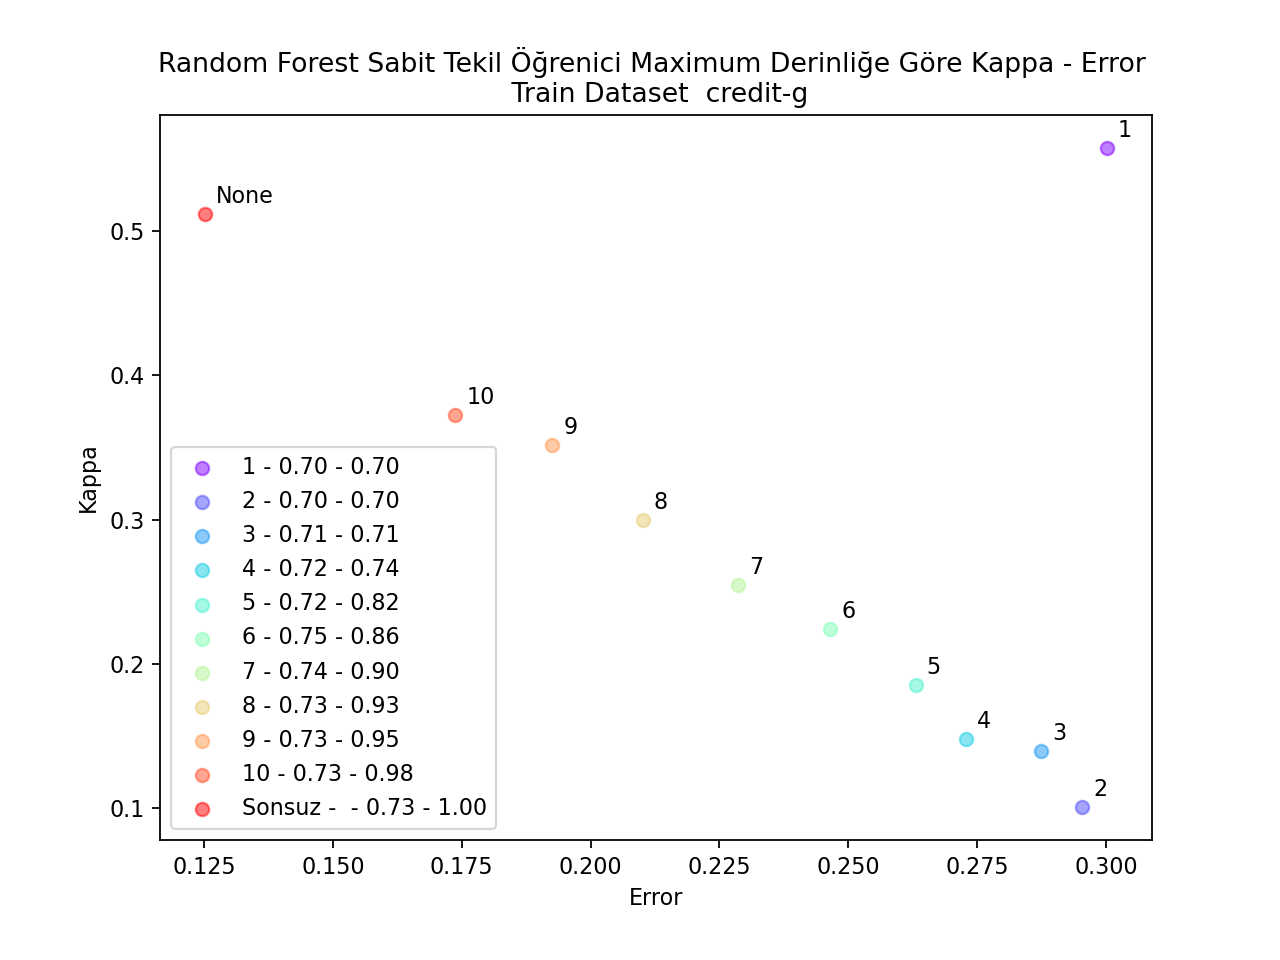 Random Forest Sabit Tekil Öğrenici Maximum Derinliğe Göre Kappa - Error
Train Dataset  credit-g
Kappa
0.5
0.4
0.3
0.2
0.1
None
1
10
9
8
7
6
5
4
3
2
1 - 0.70 - 0.70
2 - 0.70 - 0.70
3 - 0.71 - 0.71
4 - 0.72 - 0.74
5 - 0.72 - 0.82
6 - 0.75 - 0.86
7 - 0.74 - 0.90
8 - 0.73 - 0.93
9 - 0.73 - 0.95
10 - 0.73 - 0.98
Sonsuz -  - 0.73 - 1.00
0.125 0.150 0.175 0.200 0.225 0.250 0.275 0.300
Error